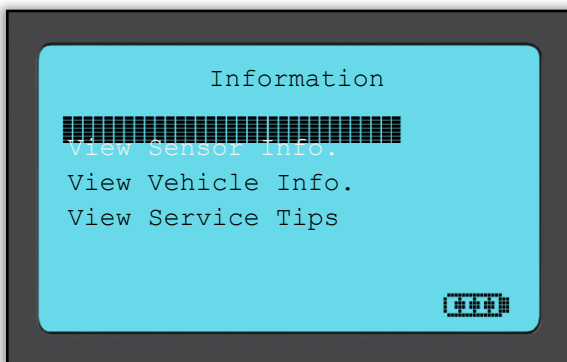 Information
View Sensor Info.
View Vehicle Info.
View Service Tips